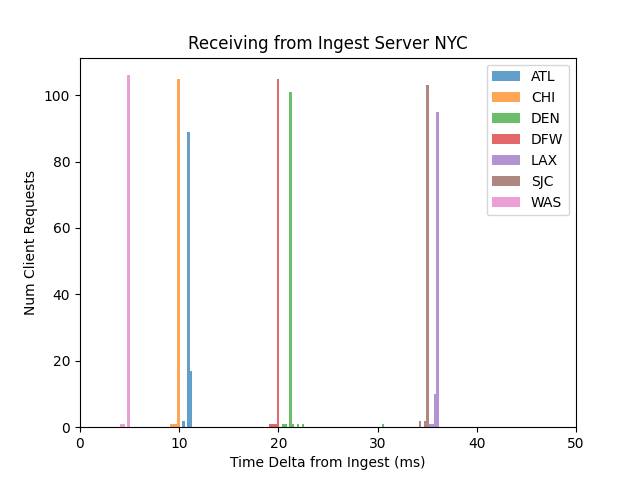 Receiving from Ingest Server NYC
Num Client Requests
100
80
60
40
20
0
0 10 20 30 40 50
Time Delta from Ingest (ms)
ATL
CHI
DEN
DFW
LAX
SJC
WAS